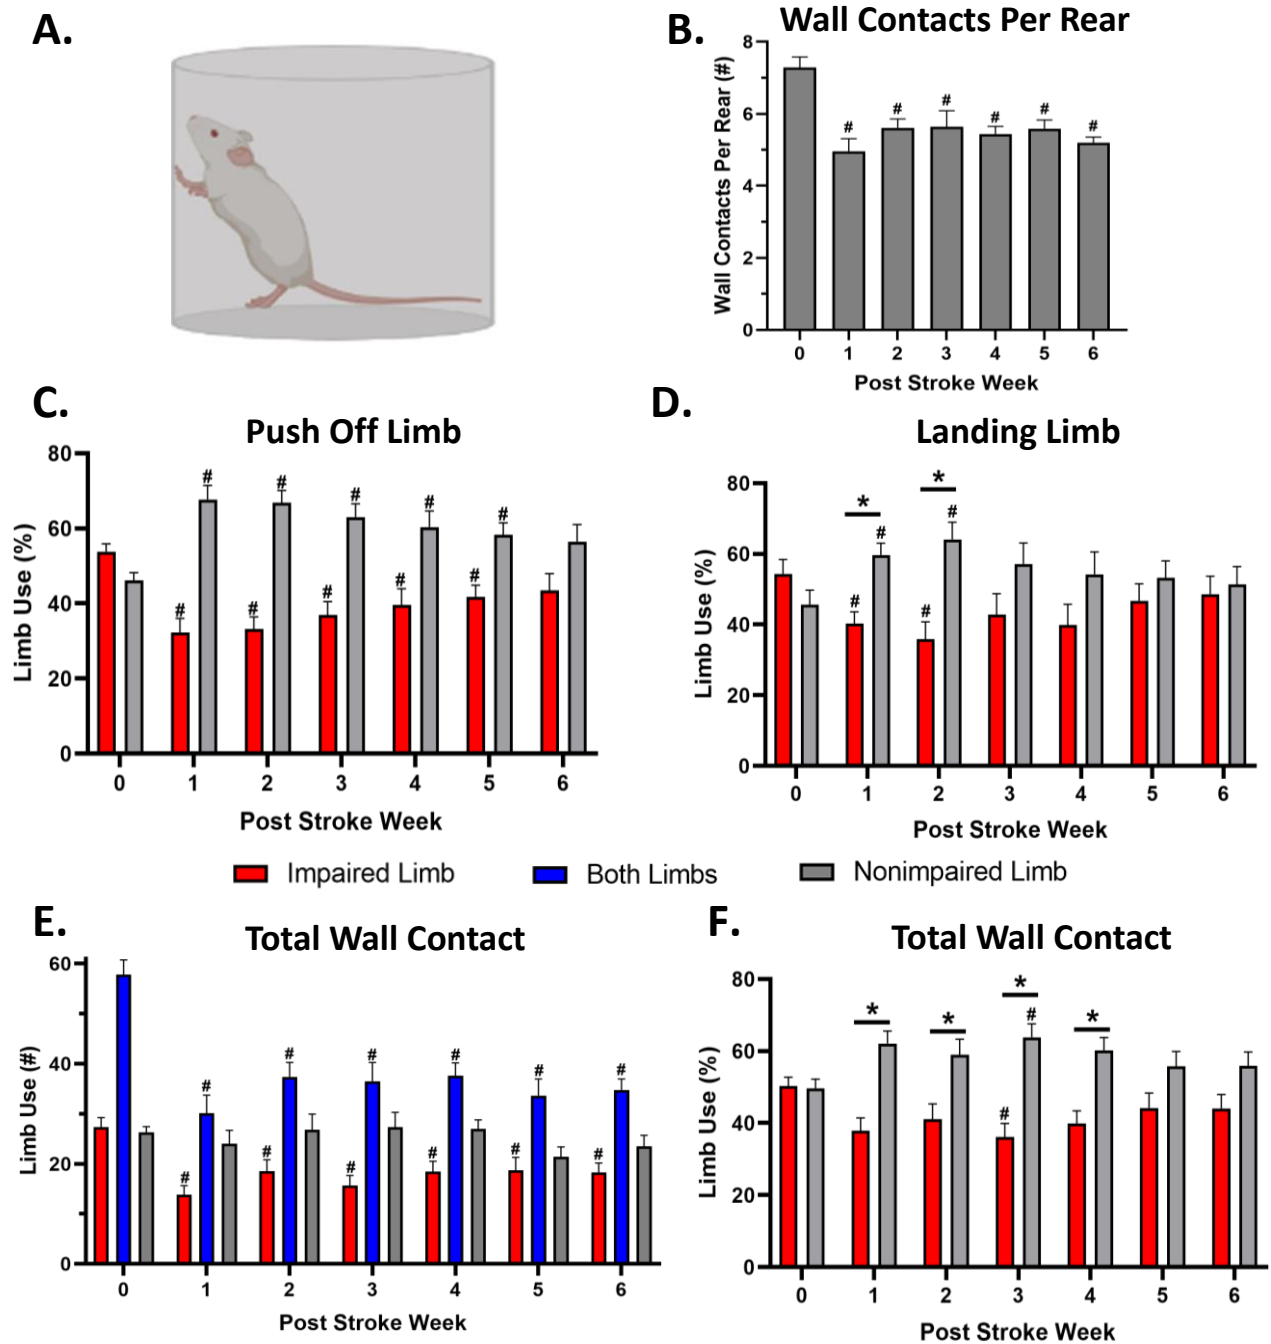 A.
B.
Wall Contacts Per Rear
Wall Contacts Per Rear (#)
8
6
4
2
0
# # # # # #
0 1 2 3 4 5 6
Post Stroke Week
C.
Push Off Limb
Limb Use (%)
80
60
40
20
0
# # # # #
# # # # #
0 1 2 3 4 5 6
Post Stroke Week
D.
Landing Limb
Limb Use (%)
80
60
40
20
0
* *
# #
# #
0 1 2 3 4 5 6
Post Stroke Week
Impaired Limb Both Limbs Nonimpaired Limb
E.
Total Wall Contact
Limb Use (#)
60
40
20
0
# # # # # #
# # # # # #
0 1 2 3 4 5 6
Post Stroke Week
F.
Total Wall Contact
Limb Use (%)
80
60
40
20
0
* * * *
#
#
0 1 2 3 4 5 6
Post Stroke Week